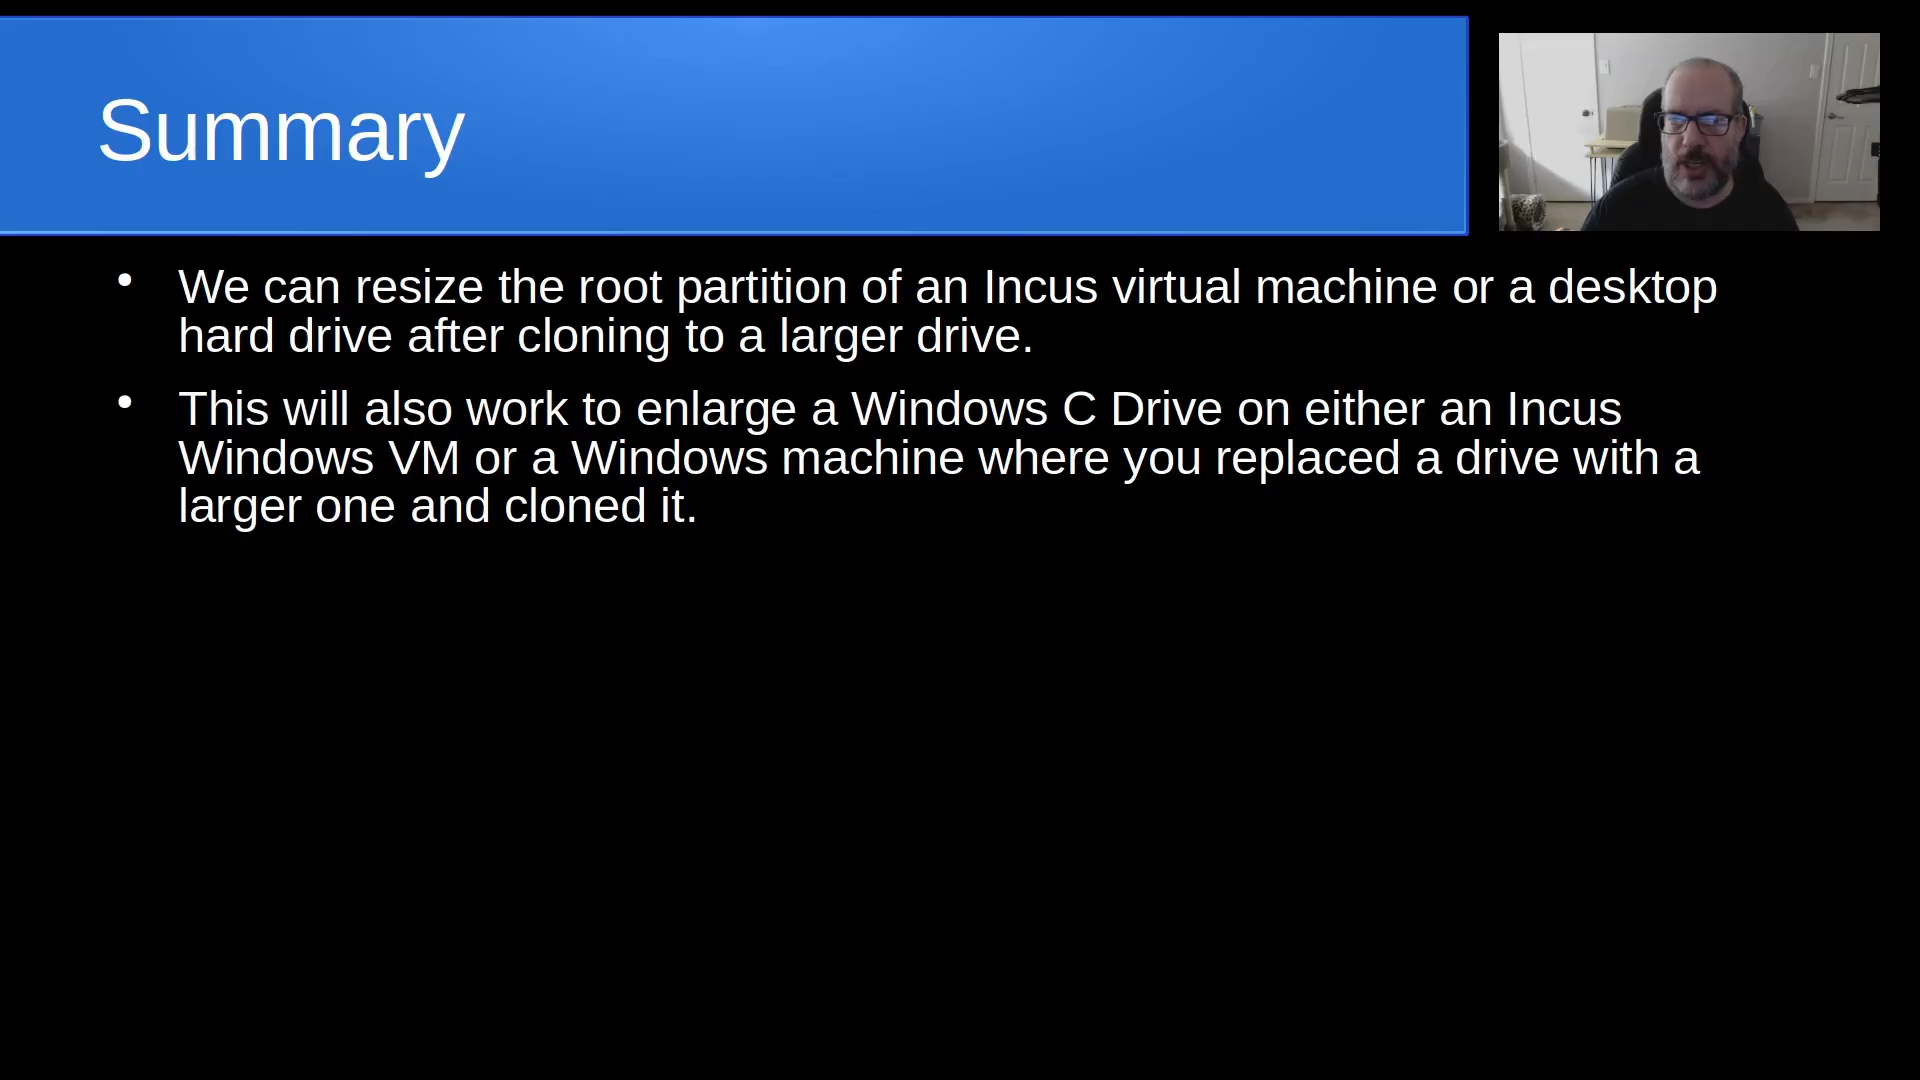 Summary
• We can resize the root partition of an Incus virtual machine or a desktop
hard drive after cloning to a larger drive.
• This will also work to enlarge a Windows C Drive on either an Incus
Windows VM or a Windows machine where you replaced a drive with a
larger one and cloned it.